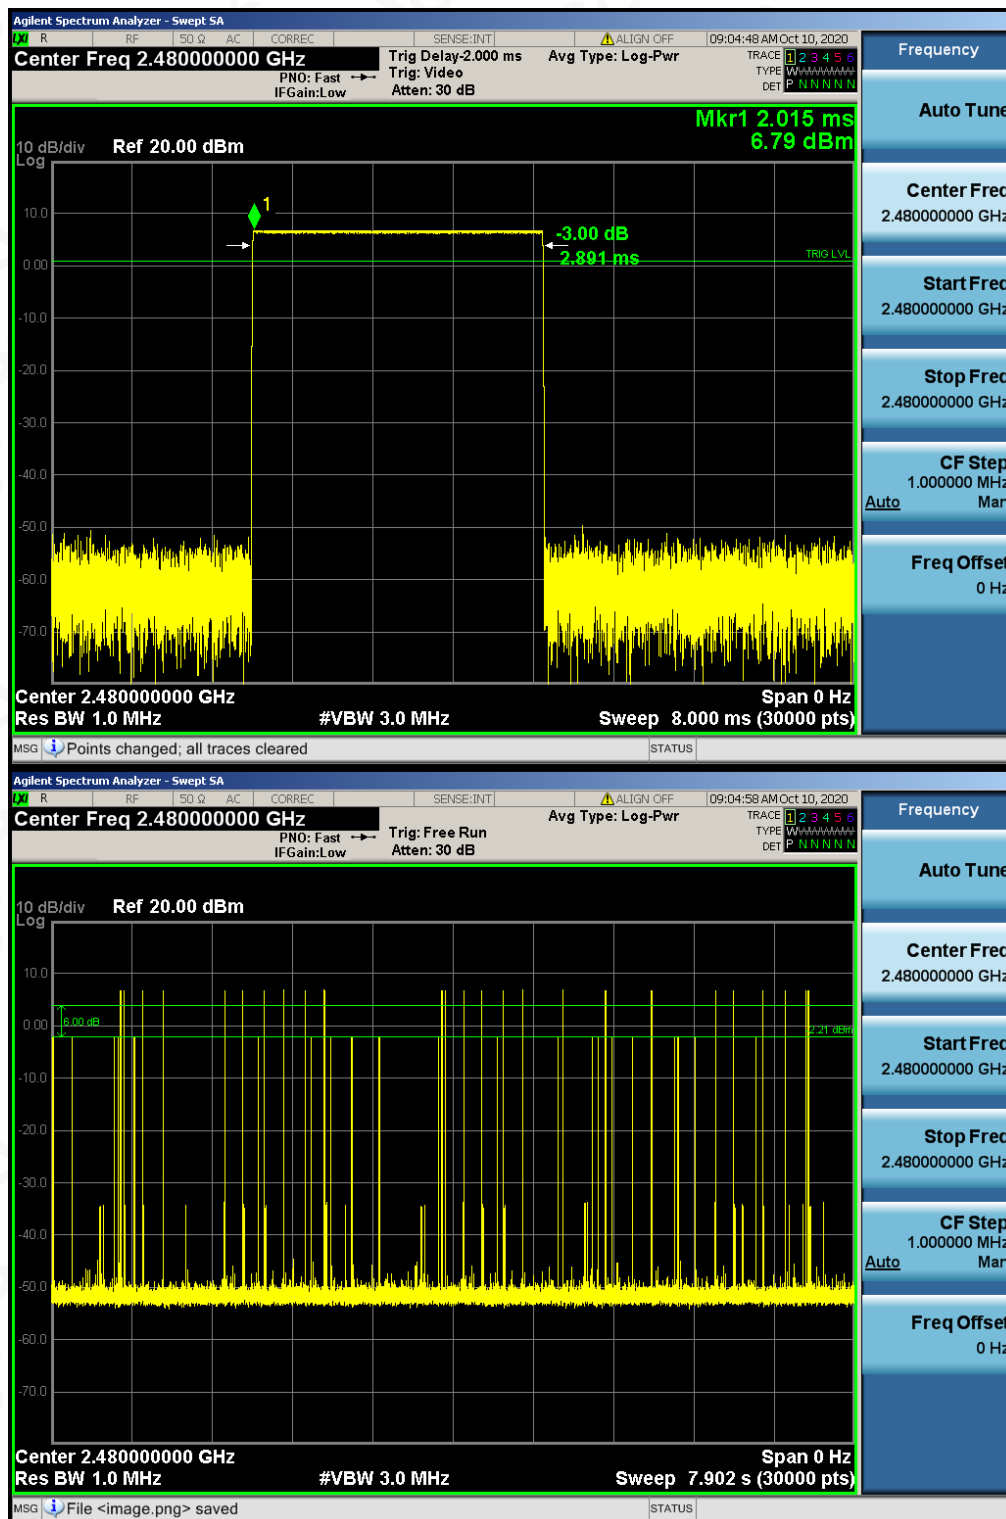 Agilent Spectrum Analyzer - Swept SA
LXI R RF 50 Ω AC CORREC SENSE:INT ALIGN OFF 09:04:48 AM Oct 10, 2020
Center Freq 2.480000000 GHz
PNO: Fast
IFGain:Low
Trig Delay-2.000 ms
Trig: Video
Atten: 30 dB
Avg Type: Log-Pwr
TRACE 1 2 3 4 5 6
TYPE
DET P N N N N N
Mkr1 2.015 ms
6.79 dBm
10 dB/div Ref 20.00 dBm
Log
10.0
0.00
-10.0
-20.0
-30.0
-40.0
-50.0
-60.0
-70.0
1
-3.00 dB
2.891 ms
TRIG LVL
Center 2.480000000 GHz Span 0 Hz
Res BW 1.0 MHz #VBW 3.0 MHz Sweep 8.000 ms (30000 pts)
MSG Points changed; all traces cleared STATUS
Frequency
Auto Tune
Center Freq
2.480000000 GHz
Start Freq
2.480000000 GHz
Stop Freq
2.480000000 GHz
CF Step
1.000000 MHz
Auto Man
Freq Offset
0 Hz
Agilent Spectrum Analyzer - Swept SA
LXI R RF 50 Ω AC CORREC SENSE:INT ALIGN OFF 09:04:58 AM Oct 10, 2020
Center Freq 2.480000000 GHz
PNO: Fast
IFGain:Low
Trig: Free Run
Atten: 30 dB
Avg Type: Log-Pwr
TRACE 1 2 3 4 5 6
TYPE
DET P N N N N N
10 dB/div Ref 20.00 dBm
Log
10.0
0.00
-10.0
-20.0
-30.0
-40.0
-50.0
-60.0
-70.0
6.00 dB
2.21 dBm
Center 2.480000000 GHz Span 0 Hz
Res BW 1.0 MHz #VBW 3.0 MHz Sweep 7.902 s (30000 pts)
MSG File <image.png> saved STATUS
Frequency
Auto Tune
Center Freq
2.480000000 GHz
Start Freq
2.480000000 GHz
Stop Freq
2.480000000 GHz
CF Step
1.000000 MHz
Auto Man
Freq Offset
0 Hz